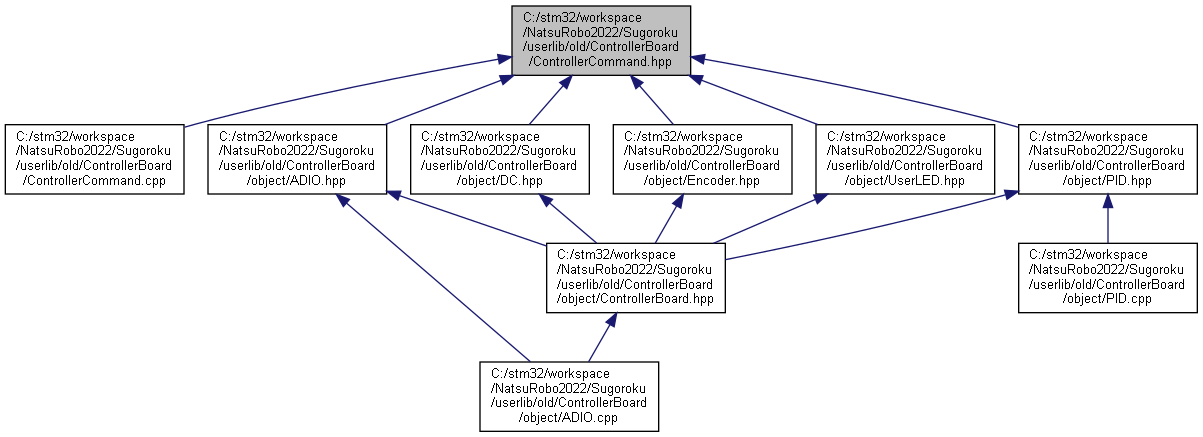 C:/stm32/workspace
/NatsuRobo2022/Sugoroku
/userlib/old/ControllerBoard
/ControllerCommand.hpp
C:/stm32/workspace
/NatsuRobo2022/Sugoroku
/userlib/old/ControllerBoard
/ControllerCommand.cpp
C:/stm32/workspace
/NatsuRobo2022/Sugoroku
/userlib/old/ControllerBoard
/object/ADIO.hpp
C:/stm32/workspace
/NatsuRobo2022/Sugoroku
/userlib/old/ControllerBoard
/object/DC.hpp
C:/stm32/workspace
/NatsuRobo2022/Sugoroku
/userlib/old/ControllerBoard
/object/Encoder.hpp
C:/stm32/workspace
/NatsuRobo2022/Sugoroku
/userlib/old/ControllerBoard
/object/UserLED.hpp
C:/stm32/workspace
/NatsuRobo2022/Sugoroku
/userlib/old/ControllerBoard
/object/PID.hpp
C:/stm32/workspace
/NatsuRobo2022/Sugoroku
/userlib/old/ControllerBoard
/object/ControllerBoard.hpp
C:/stm32/workspace
/NatsuRobo2022/Sugoroku
/userlib/old/ControllerBoard
/object/PID.cpp
C:/stm32/workspace
/NatsuRobo2022/Sugoroku
/userlib/old/ControllerBoard
/object/ADIO.cpp